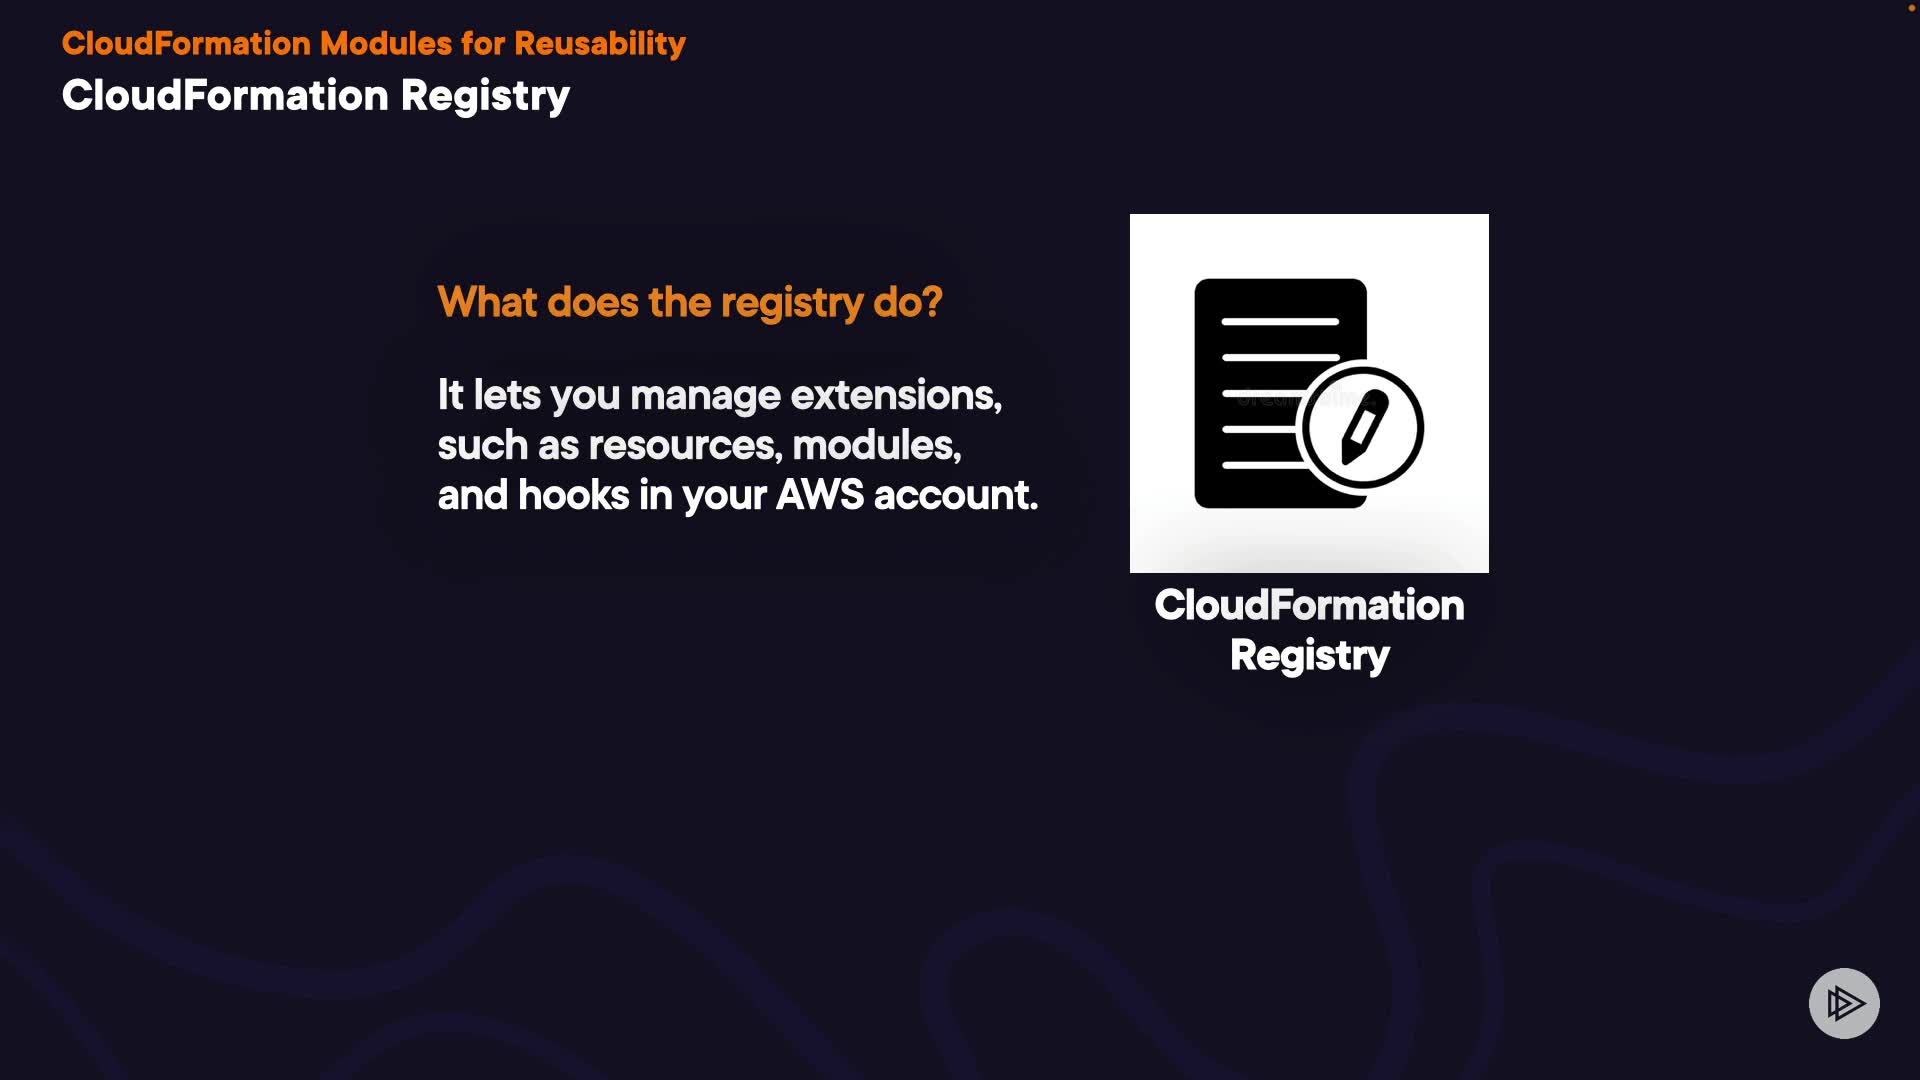 CloudFormation Modules for Reusability
CloudFormation Registry
What does the registry do?
It lets you manage extensions,
such as resources, modules,
and hooks in your AWS account.
CloudFormation
Registry